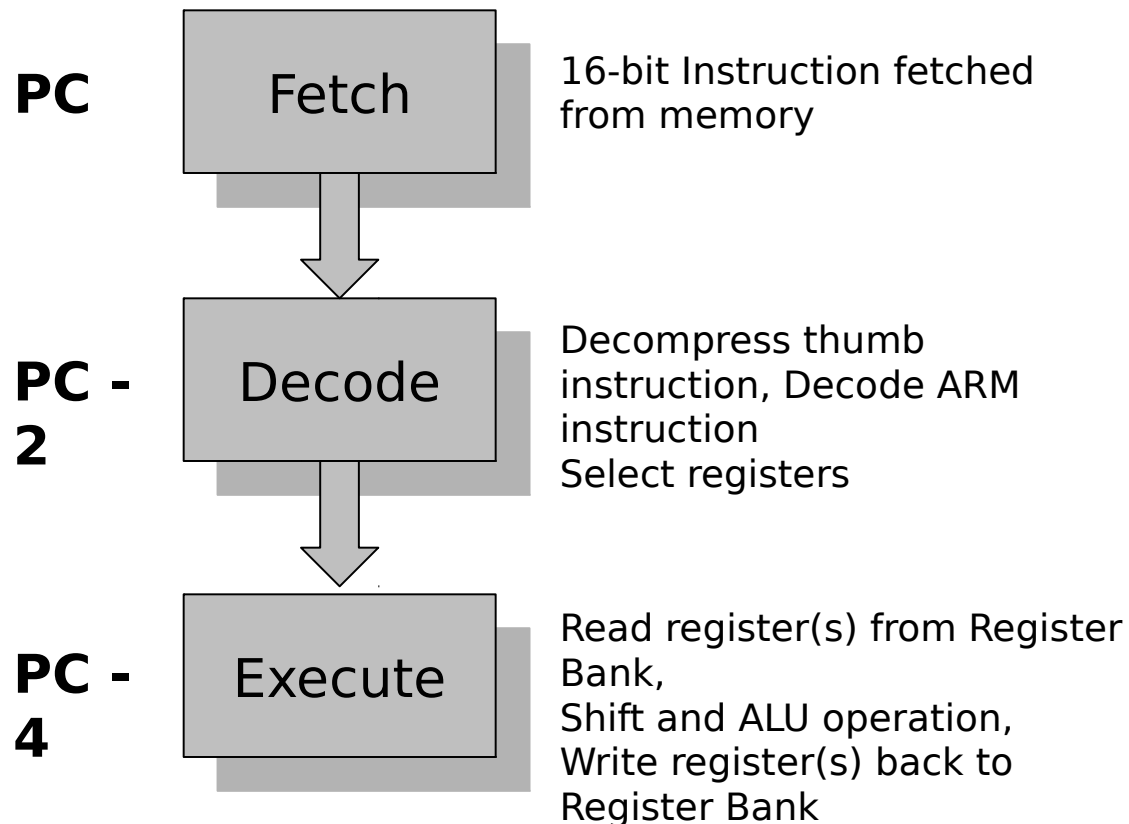 PC
Fetch
16-bit Instruction fetched
from memory
PC -
2
Decode
Decompress thumb
instruction, Decode ARM
instruction
Select registers
PC -
4
Execute
Read register(s) from Register
Bank,
Shift and ALU operation,
Write register(s) back to
Register Bank